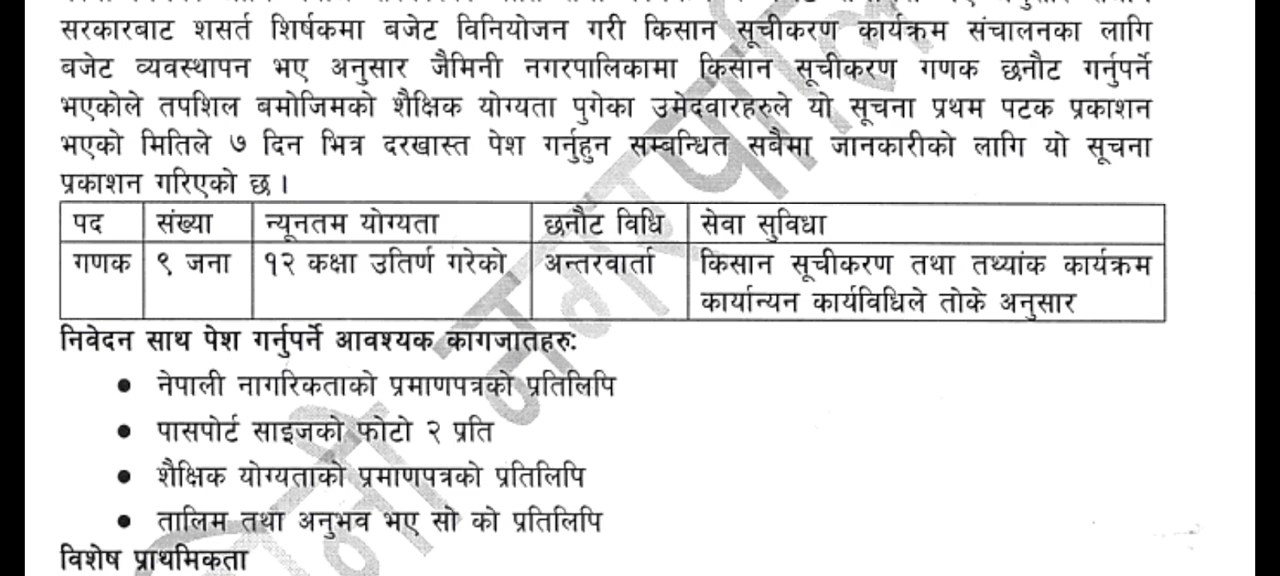 सरकारबाट शसर्त शिर्षकमा बजेट विनियोजन गरी किसान सूचीकरण कार्यक्रम संचालनका लागि
बजेट व्यवस्थापन भए अनुसार जैमिनी नगरपालिकामा किसान सूचीकरण गणक छनौट गर्नुपर्ने
भएकोले तपशिल बमोजिमको शैक्षिक योग्यता पुगेका उमेदवारहरुले यो सूचना प्रथम पटक प्रकाशन
भएको मितिले ७ दिन भित्र दरखास्त पेश गर्नुहुन सम्बन्धित सबैमा जानकारीको लागि यो सूचना
प्रकाशन गरिएको छ ।
पद संख्या न्यूनतम योग्यता छनौट विधि सेवा सुविधा
गणक ९ जना १२ कक्षा उतिर्ण गरेको अन्तरवार्ता किसान सूचीकरण तथा तथ्यांक कार्यक्रम
कार्यान्यन कार्यविधिले तोके अनुसार
निवेदन साथ पेश गर्नुपर्ने आवश्यक कागजातहरुः
• नेपाली नागरिकताको प्रमाणपत्रको प्रतिलिपि
• पासपोर्ट साइजको फोटो २ प्रति
• शैक्षिक योग्यताको प्रमाणपत्रको प्रतिलिपि
• तालिम तथा अनुभव भए सो को प्रतिलिपि
विशेष प्राथमिकता